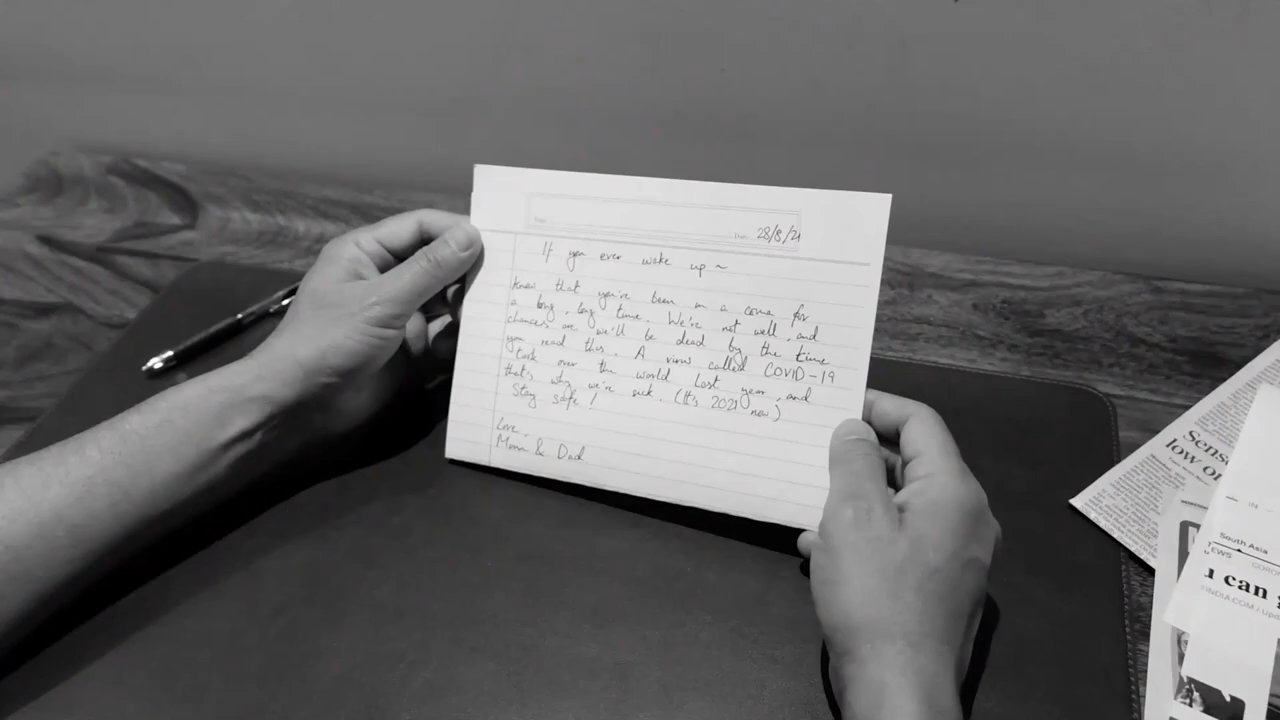 28/8/21
If you ever wake up ~
Know that you've been in a coma for
a long, long time. We're not well, and
chances are we'll be dead by the time
you read this. A virus called COVID-19
took over the world last year, and
that's why we're sick. (It's 2021 now)
Stay safe!
Love,
Mom & Dad
Sens
low or
South Asia
EWS
u can
INDIA.COM / Upd